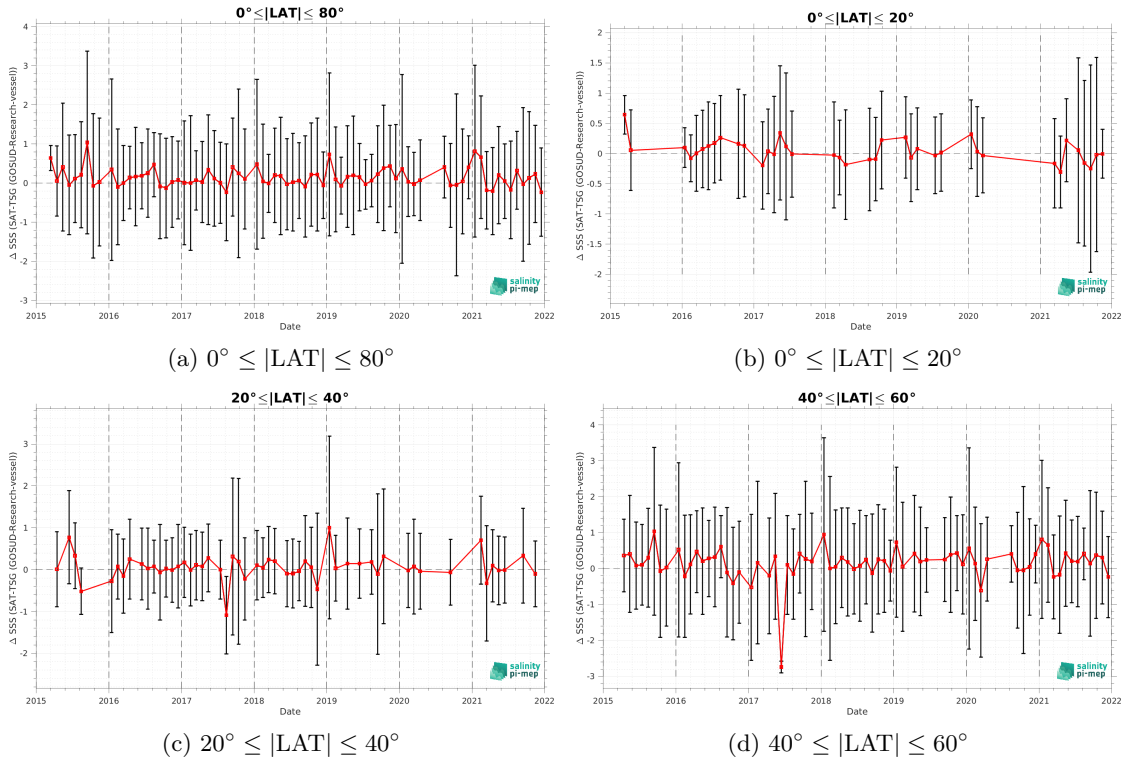 0°≤|LAT|≤ 80°
Δ SSS (SAT-TSG (GOSUD-Research-vessel))
4
3
2
1
0
-1
-2
-3
2015 2016 2017 2018 2019 2020 2021 2022
Date
salinity
pi-mep
(a) 0° ≤ |LAT| ≤ 80°
0°≤|LAT|≤ 20°
Δ SSS (SAT-TSG (GOSUD-Research-vessel))
2
1.5
1
0.5
0
-0.5
-1
-1.5
-2
2015 2016 2017 2018 2019 2020 2021 2022
Date
salinity
pi-mep
(b) 0° ≤ |LAT| ≤ 20°
20°≤|LAT|≤ 40°
Δ SSS (SAT-TSG (GOSUD-Research-vessel))
3
2
1
0
-1
-2
2015 2016 2017 2018 2019 2020 2021 2022
Date
salinity
pi-mep
(c) 20° ≤ |LAT| ≤ 40°
40°≤|LAT|≤ 60°
Δ SSS (SAT-TSG (GOSUD-Research-vessel))
4
3
2
1
0
-1
-2
-3
2015 2016 2017 2018 2019 2020 2021 2022
Date
salinity
pi-mep
(d) 40° ≤ |LAT| ≤ 60°